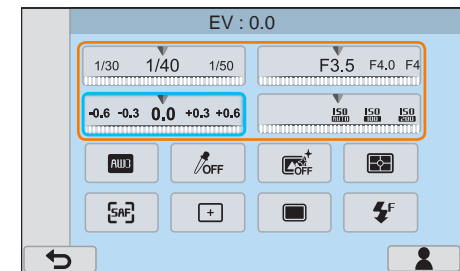 EV : 0.0
1/30 1/40 1/50 F3.5 F4.0 F4
-0.6 -0.3 0.0 +0.3 +0.6 ISO AUTO ISO 100 ISO 200
AWB OFF OFF
SAF F